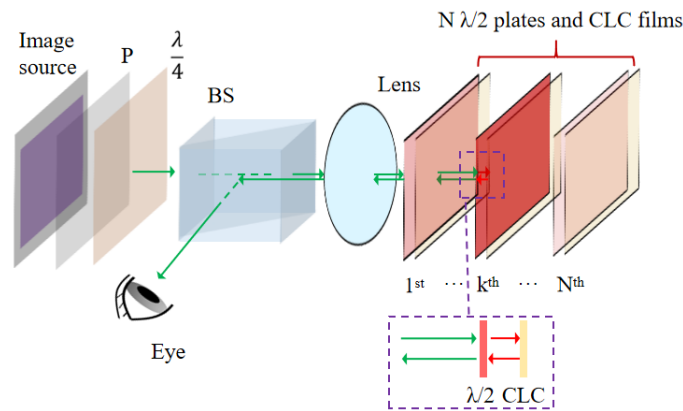 N λ/2 plates and CLC films
Image
source
P
λ
4
BS
Lens
1st ... kth ... Nth
Eye
λ/2 CLC